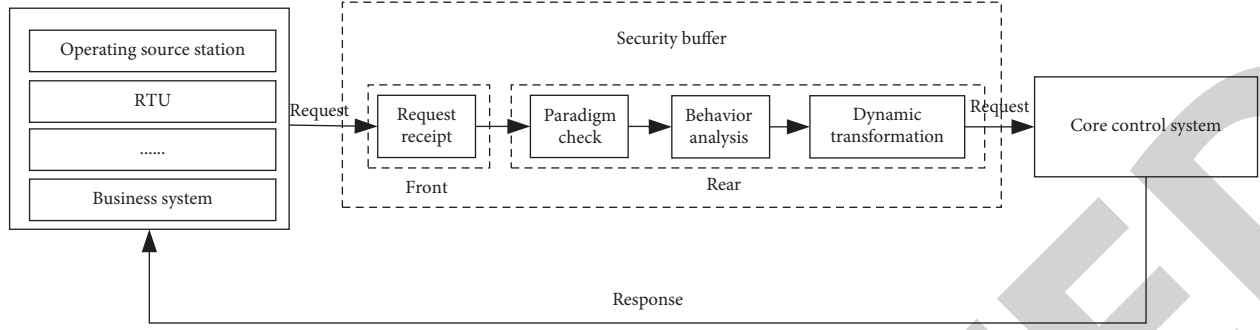 Operating source station
RTU
......
Business system
Request
Security buffer
Request
receipt
Front
Paradigm
check
Behavior
analysis
Dynamic
transformation
Rear
Request
Core control system
Response